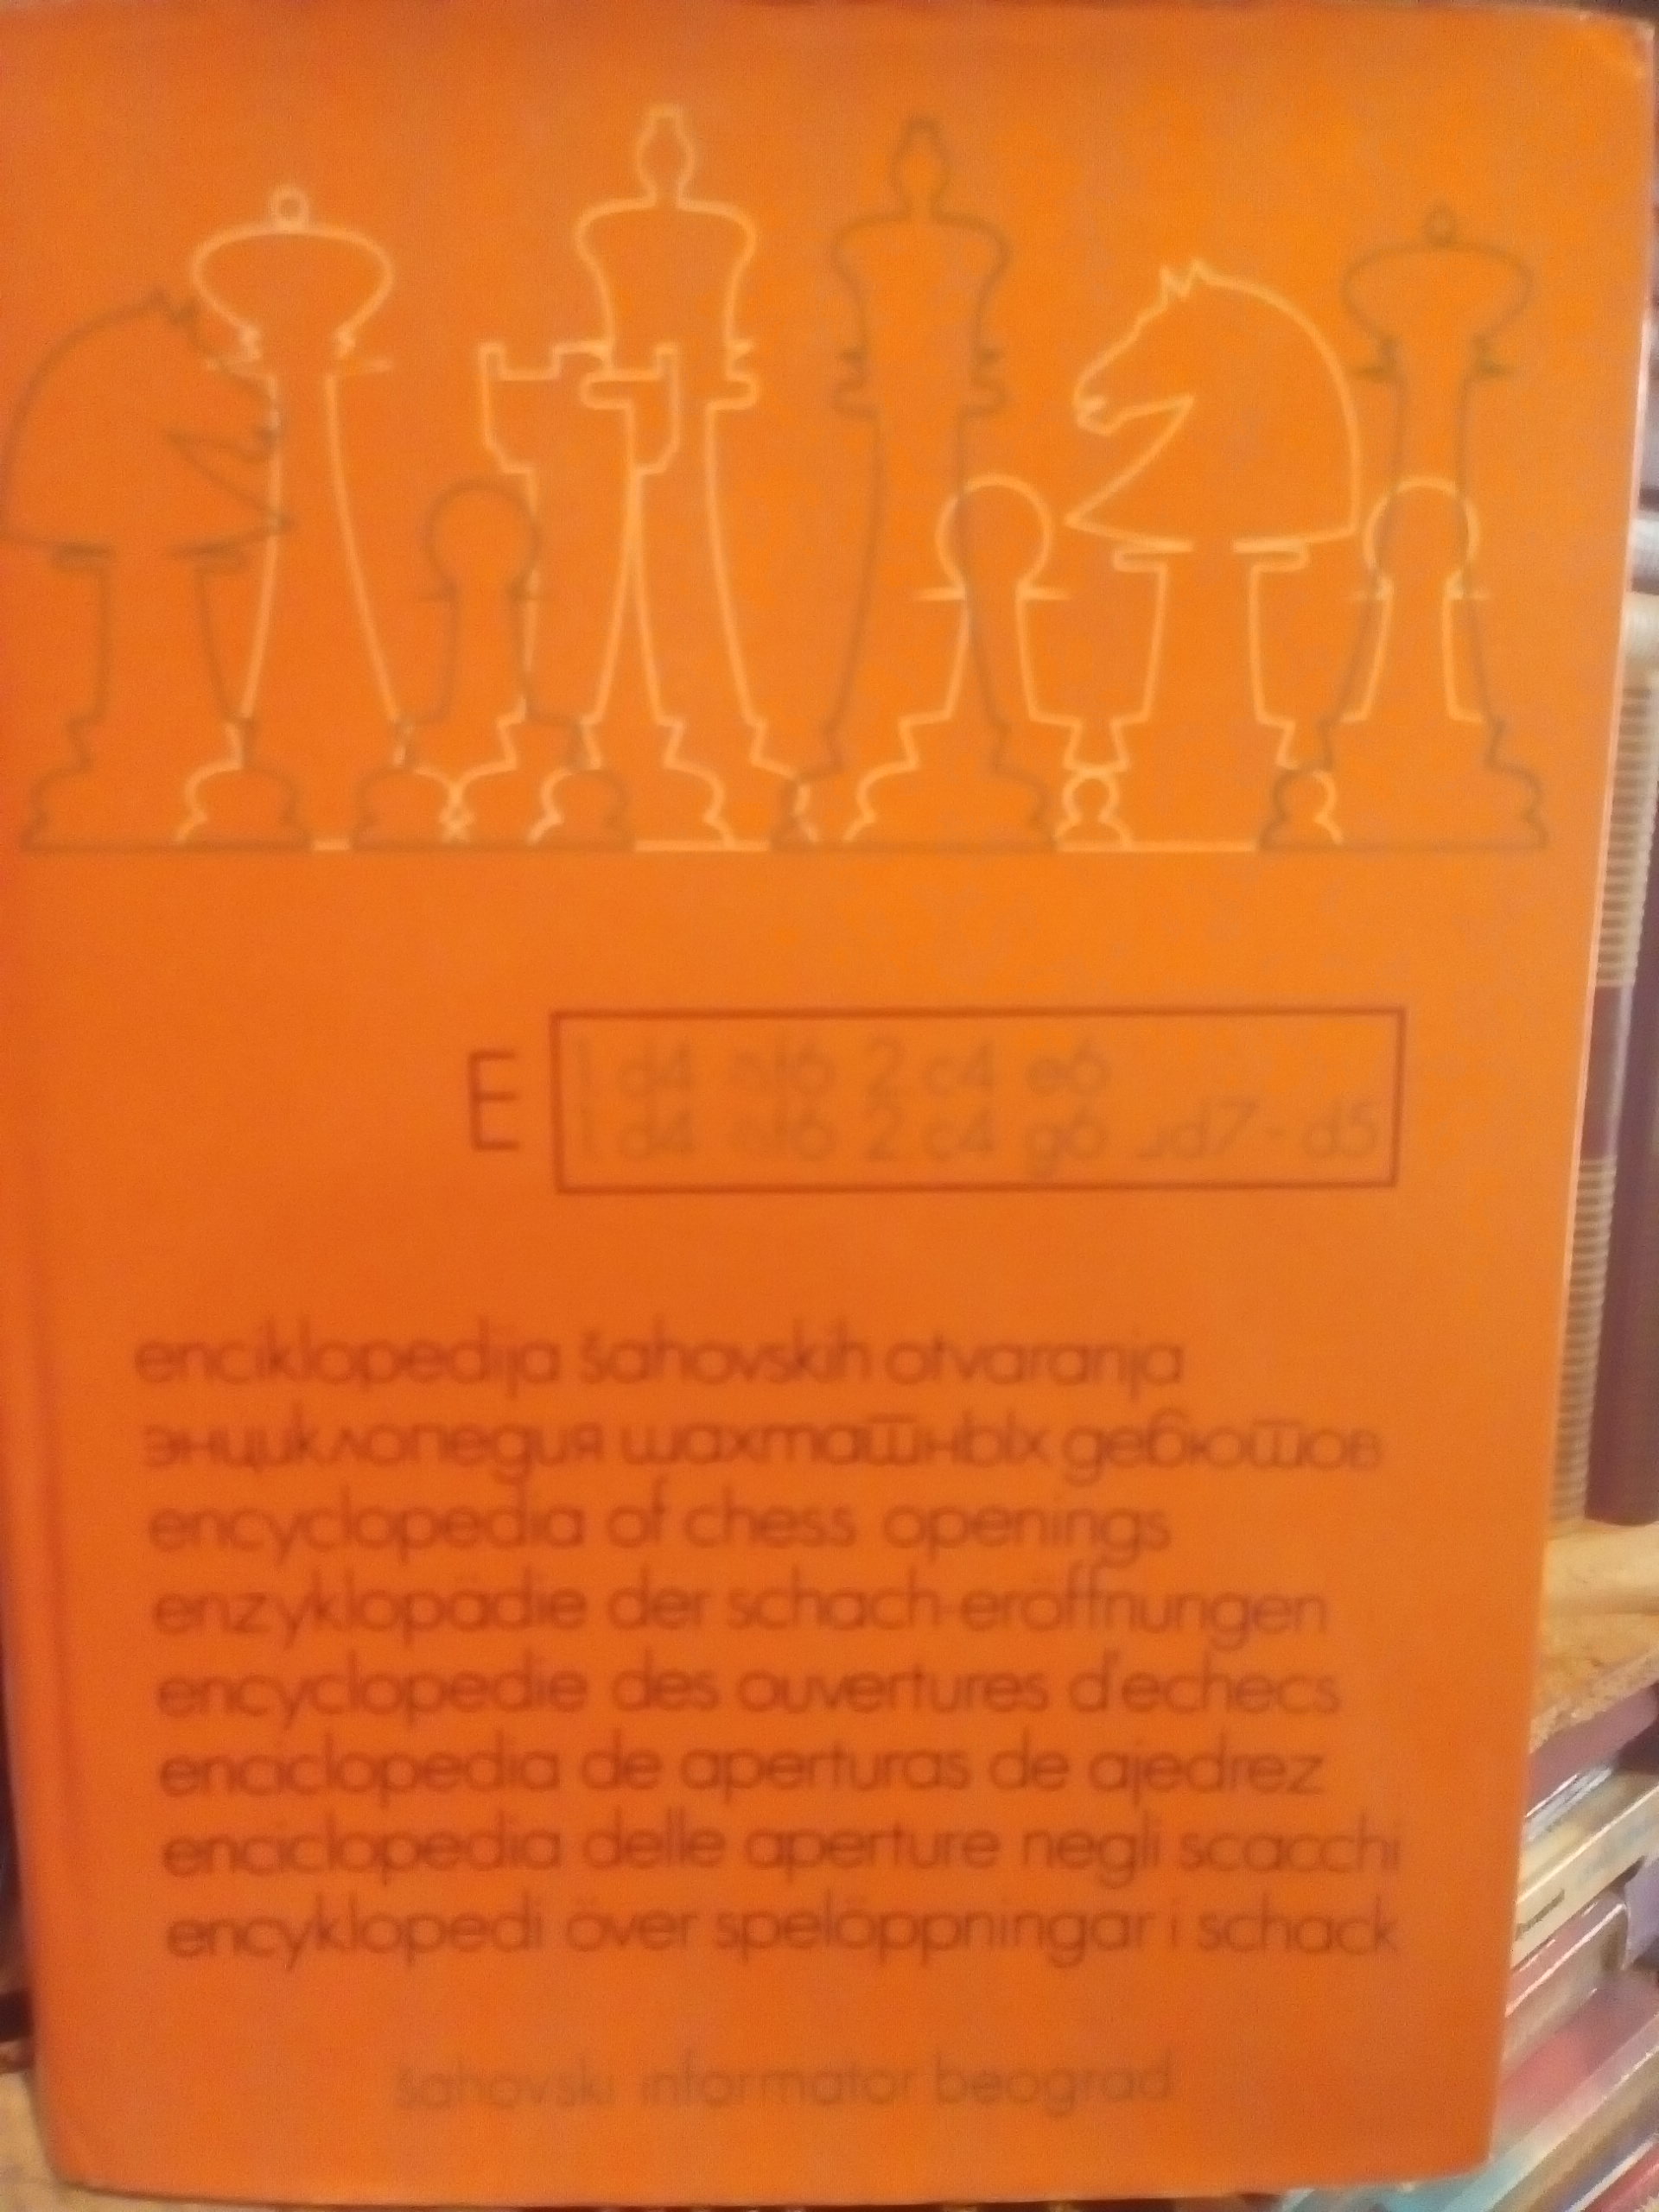 E
1 d4 ♘f6 2 c4 e6
1 d4 ♘f6 2 c4 g6 d7-d5
enciklopedija šahovskih otvaranja
энциклопедия шахматных дебютов
encyclopedia of chess openings
enzyklopädie der schach-eröffnungen
encyclopedie des ouvertures d'echecs
enciclopedia de aperturas de ajedrez
enciclopedia delle aperture negli scacchi
encyklopedi över spelöppningar i schack
šahovski informator beograd